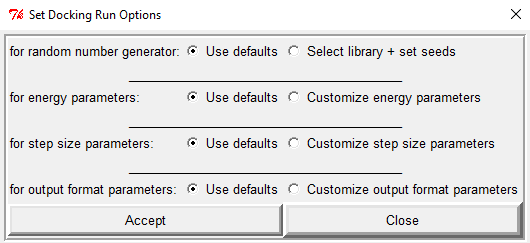 Set Docking Run Options
for random number generator: Use defaults Select library + set seeds
for energy parameters: Use defaults Customize energy parameters
for step size parameters: Use defaults Customize step size parameters
for output format parameters: Use defaults Customize output format parameters
Accept Close